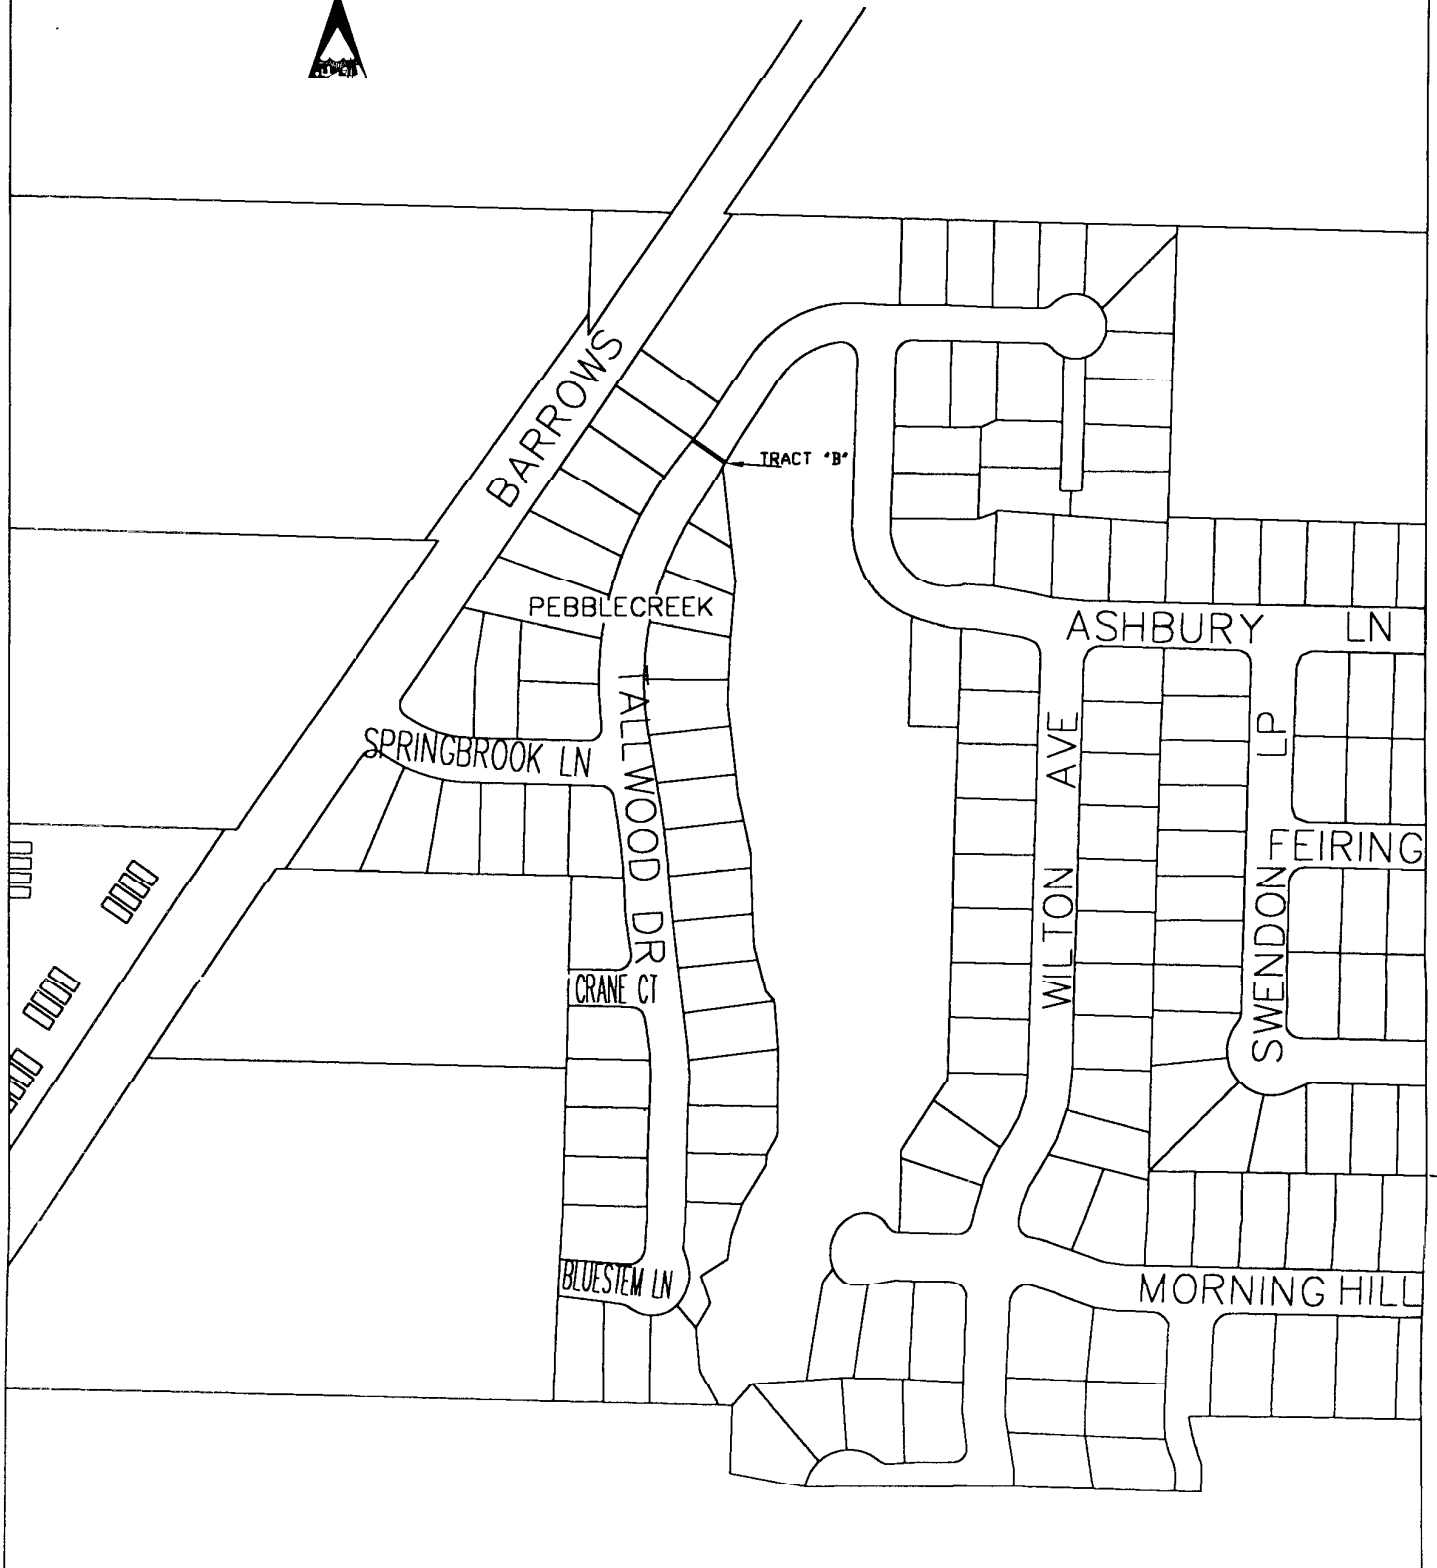 BARROWS
TRACT "B"
PEBBLECREEK
ASHBURY LN
TALLWOOD DR
SPRINGBROOK LN
WILTON AVE
SWENDON LP
FEIRING
CRANE CT
BLUESTEM LN
MORNING HILL